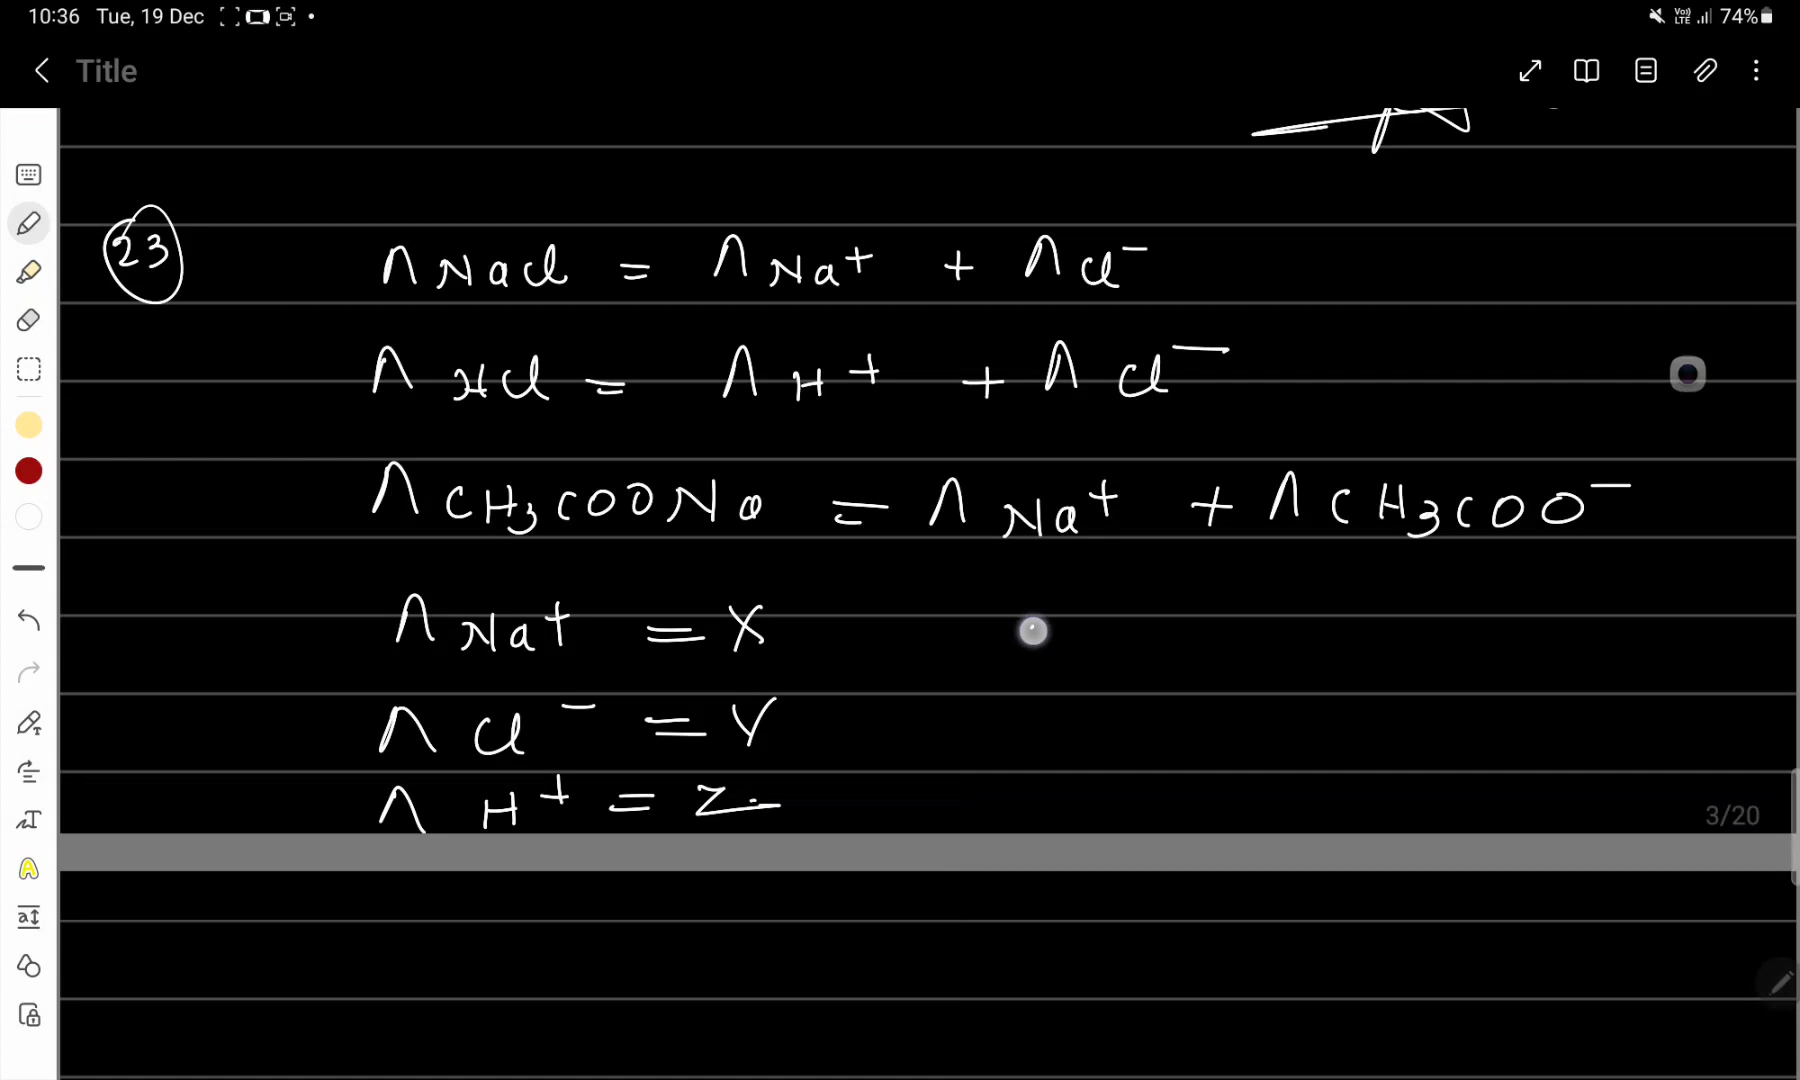 10:36 Tue, 19 Dec 74%
Title
23 Λ NaCl = Λ Na+ + Λ Cl−
Λ HCl = Λ H+ + Λ Cl−
Λ CH3COONa = Λ Na+ + Λ CH3COO−
Λ Na+ = X
Λ Cl− = Y
Λ H+ = Z
3/20